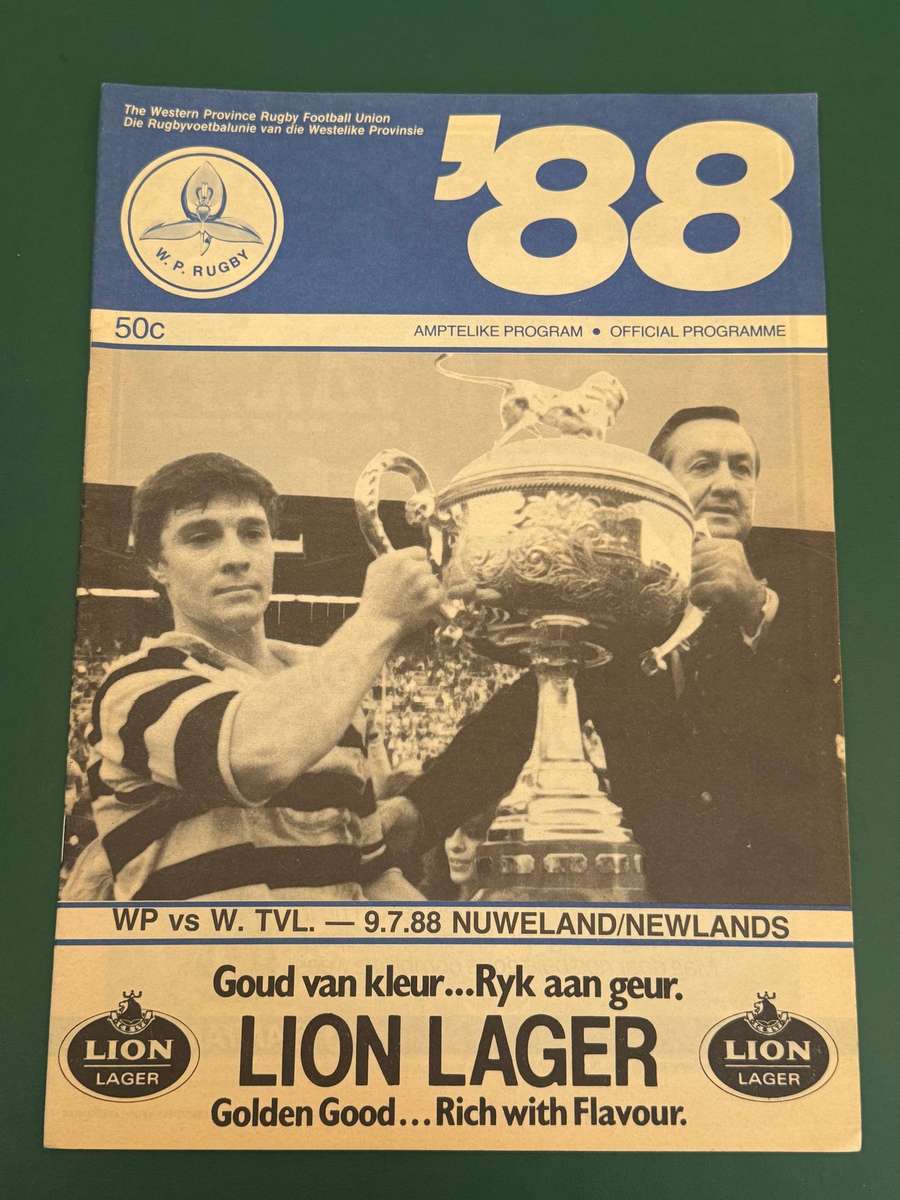 The Western Province Rugby Football Union
Die Rugbyvoetbalunie van die Westelike Provinsie
'88
W.P. RUGBY
50c
AMPTELIKE PROGRAM • OFFICIAL PROGRAMME
WP vs W. TVL. — 9.7.88 NUWELAND/NEWLANDS
Goud van kleur...Ryk aan geur.
LION LAGER
LION
LAGER
LION
LAGER
Golden Good...Rich with Flavour.